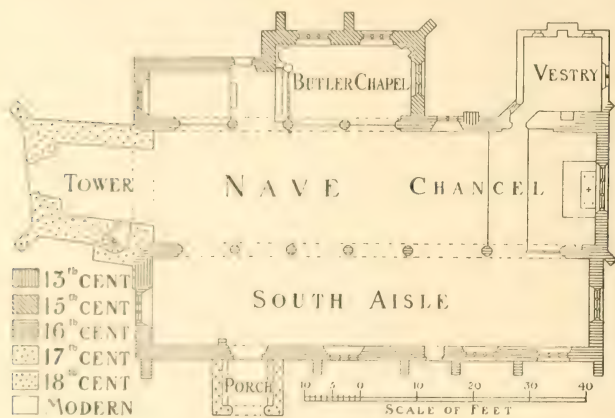 BUTLER CHAPEL
VESTRY
TOWER
NAVE
CHANCEL
SOUTH AISLE
13th CENT
15th CENT
16th CENT
17th CENT
18th CENT
MODERN
PORCH
10 5 0 10 20 30 40
SCALE OF FEET